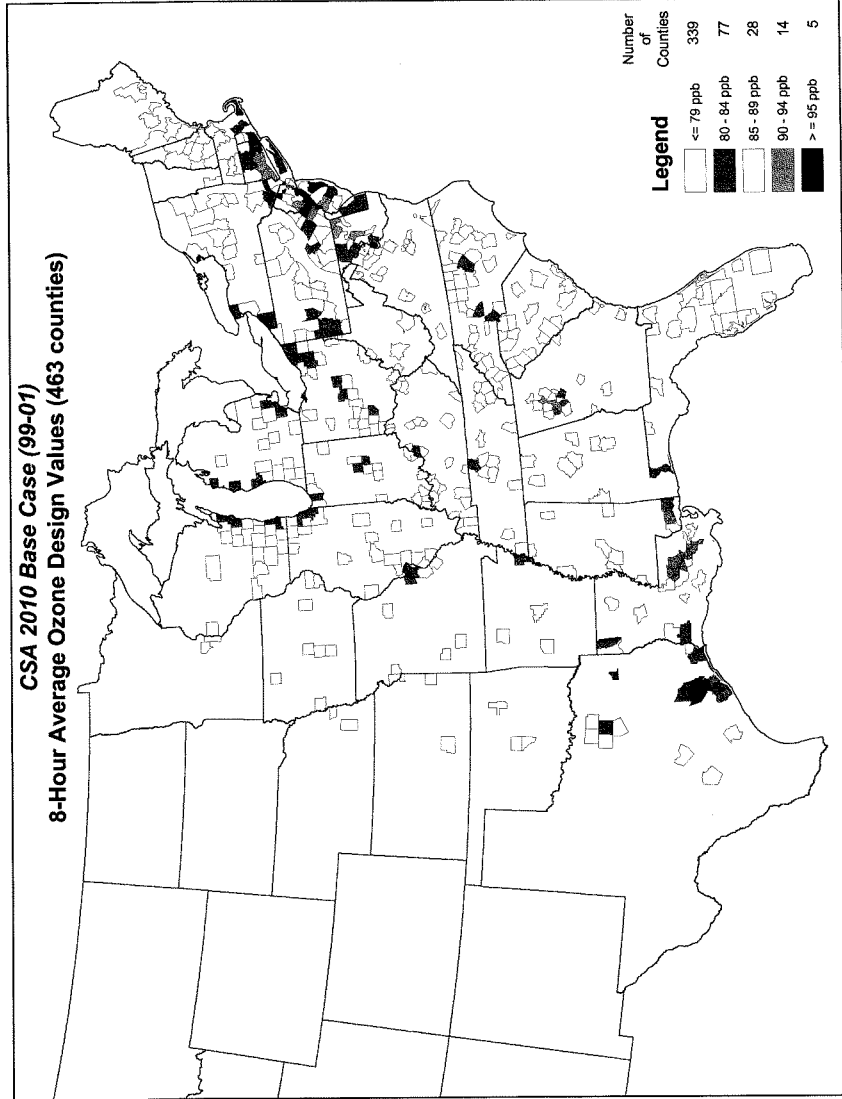 CSA 2010 Base Case (99-01)
8-Hour Average Ozone Design Values (463 counties)
Legend
Number
of
Counties
<= 79 ppb 339
80 - 84 ppb 77
85 - 89 ppb 28
90 - 94 ppb 14
> = 95 ppb 5